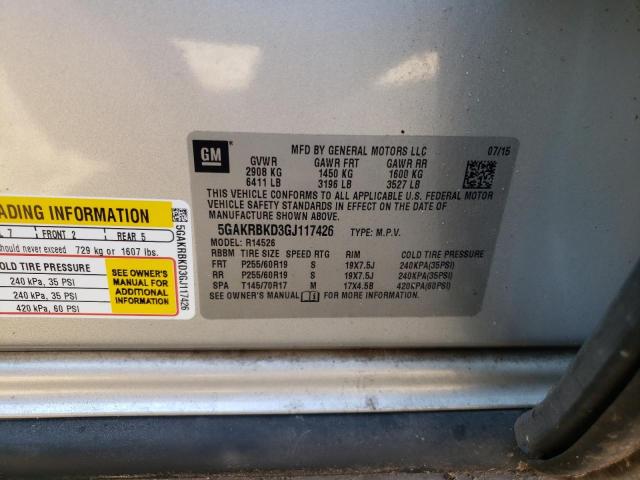 GM
MFD BY GENERAL MOTORS LLC 07/15
GVWR GAWR FRT GAWR RR
2908 KG 1450 KG 1600 KG
6411 LB 3196 LB 3527 LB
THIS VEHICLE CONFORMS TO ALL APPLICABLE U.S. FEDERAL MOTOR
VEHICLE SAFETY STANDARDS IN EFFECT ON THE DATE OF
MANUFACTURE SHOWN ABOVE.
5GAKRBKD3GJ117426 TYPE: M.P.V.
MODEL: R14526
RBBM TIRE SIZE SPEED RTG RIM COLD TIRE PRESSURE
FRT P255/60R19 S 19X7.5J 240KPA(35PSI)
RR P255/60R19 S 19X7.5J 240KPA(35PSI)
SPA T145/70R17 M 17X4.5B 420KPA(60PSI)
SEE OWNER'S MANUAL FOR MORE INFORMATION
ADING INFORMATION
7 FRONT 2 REAR 5
should never exceed 729 kg or 1607 lbs.
COLD TIRE PRESSURE
240 kPa, 35 PSI
240 kPa, 35 PSI
420 kPa, 60 PSI
SEE OWNER'S
MANUAL FOR
ADDITIONAL
INFORMATION
5GAKRBKD3GJ117426